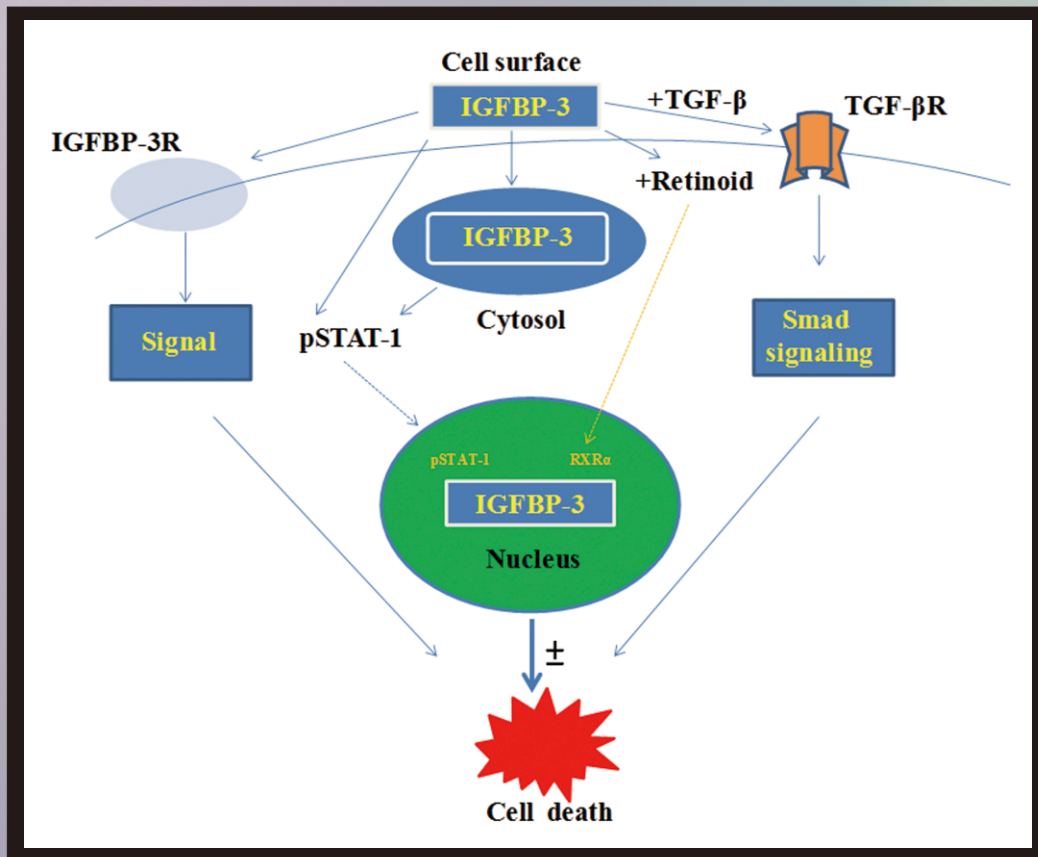 Cell surface
IGFBP-3
+TGF-β
TGF-βR
IGFBP-3R
+Retinoid
IGFBP-3
Cytosol
Signal
pSTAT-1
Smad
signaling
pSTAT-1
RXRα
IGFBP-3
Nucleus
±
Cell death